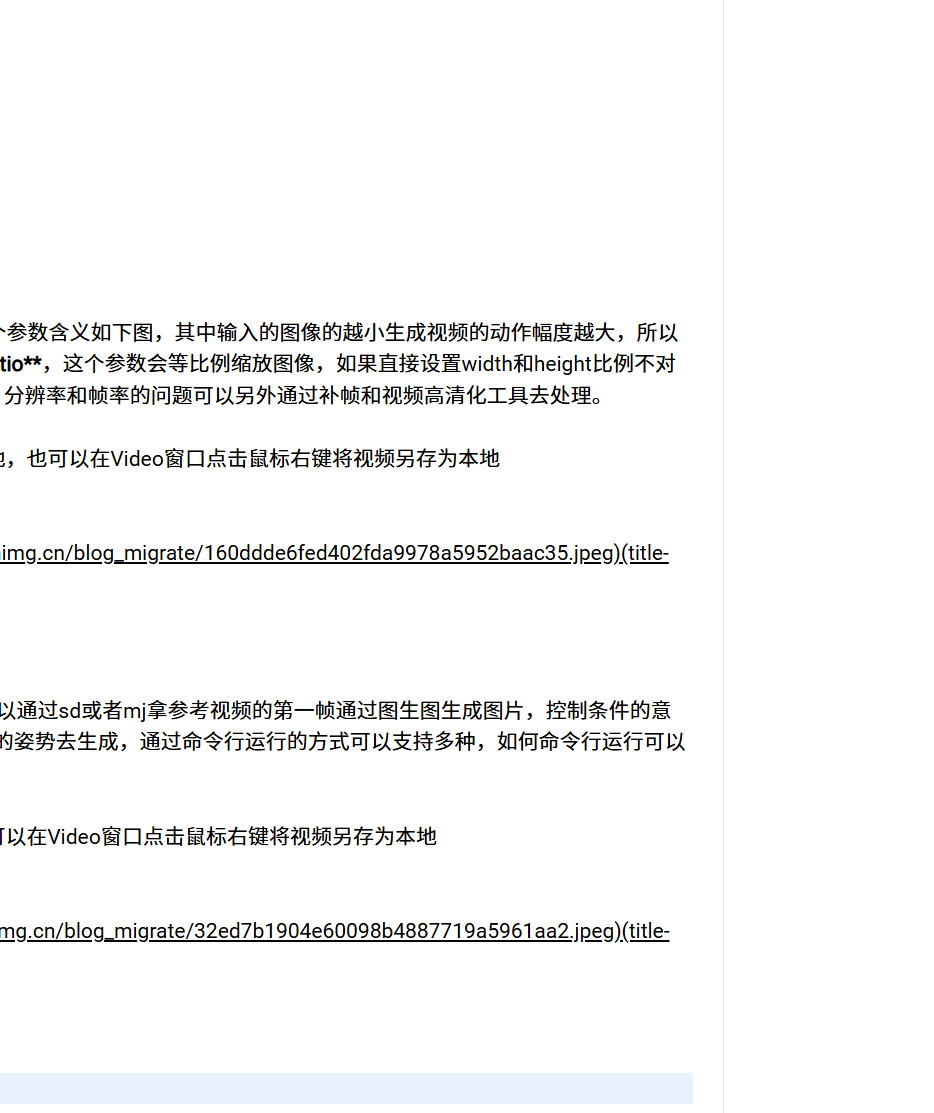 参数含义如下图，其中输入的图像的越小生成视频的动作幅度越大，所以
tio**，这个参数会等比例缩放图像，如果直接设置width和height比例不对
分辨率和帧率的问题可以另外通过补帧和视频高清化工具去处理。
，也可以在Video窗口点击鼠标右键将视频另存为本地
img.cn/blog_migrate/160ddde6fed402fda9978a5952baac35.jpeg)(title-
以通过sd或者mj拿参考视频的第一帧通过图生图生成图片，控制条件的意
的姿势去生成，通过命令行运行的方式可以支持多种，如何命令行运行可以
以在Video窗口点击鼠标右键将视频另存为本地
mg.cn/blog_migrate/32ed7b1904e60098b4887719a5961aa2.jpeg)(title-